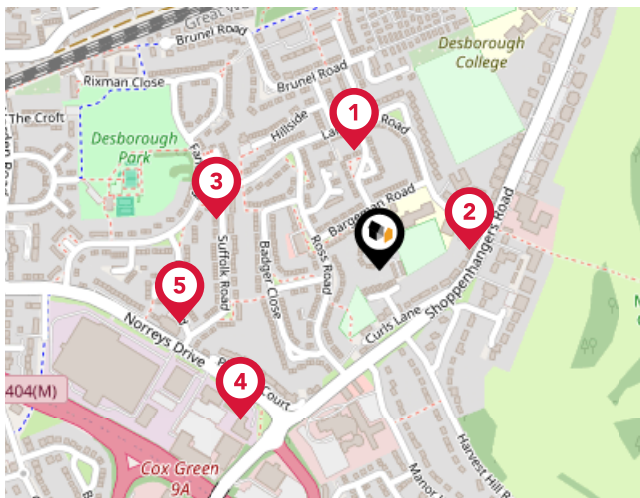 Great We
Brunel Road
Desborough
College
Rixman Close
Brunel Road
The Croft
1
Hillside
Road
Desborough
Park
3
Bargeman Road
2
Suffolk Road
Badger Close
Ross Road
Shoppenhangers Road
5
Norreys Drive
Curls Lane
4
Court
404(M)
Cox Green
9A
Harvest Hill R
Manor